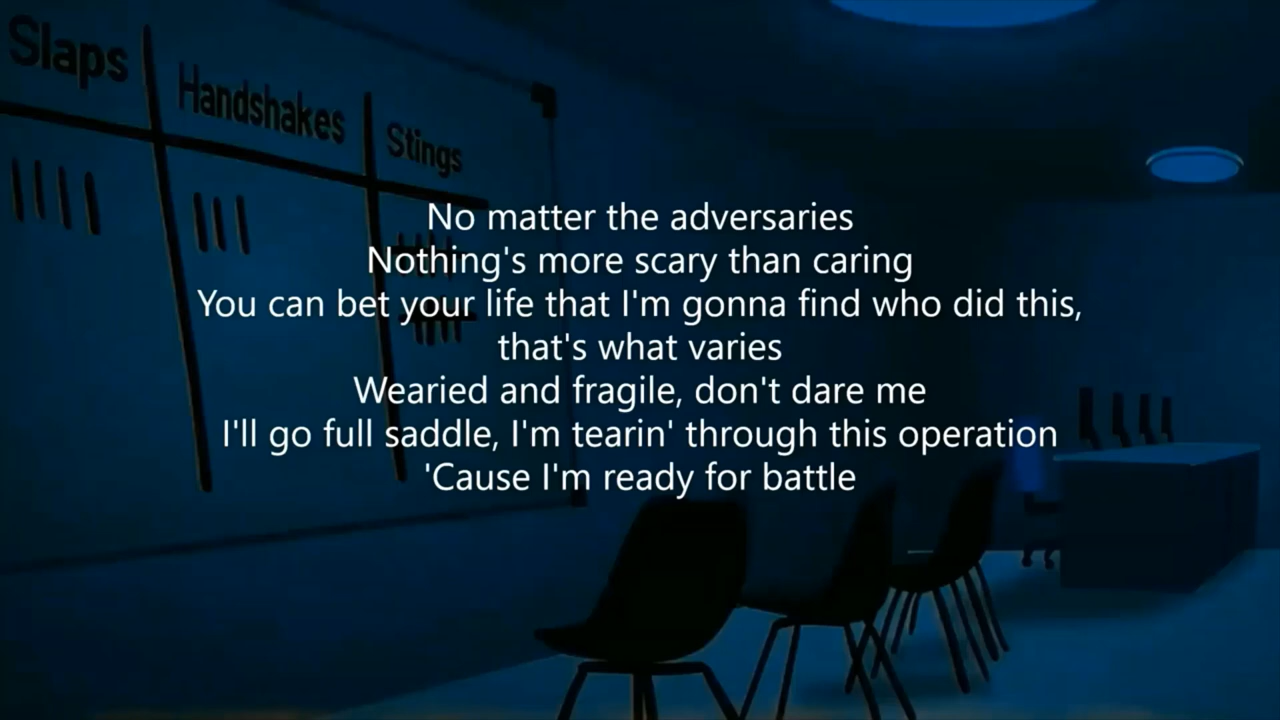 Slaps
Handshakes
Stings
No matter the adversaries
Nothing's more scary than caring
You can bet your life that I'm gonna find who did this,
that's what varies
Wearied and fragile, don't dare me
I'll go full saddle, I'm tearin' through this operation
'Cause I'm ready for battle